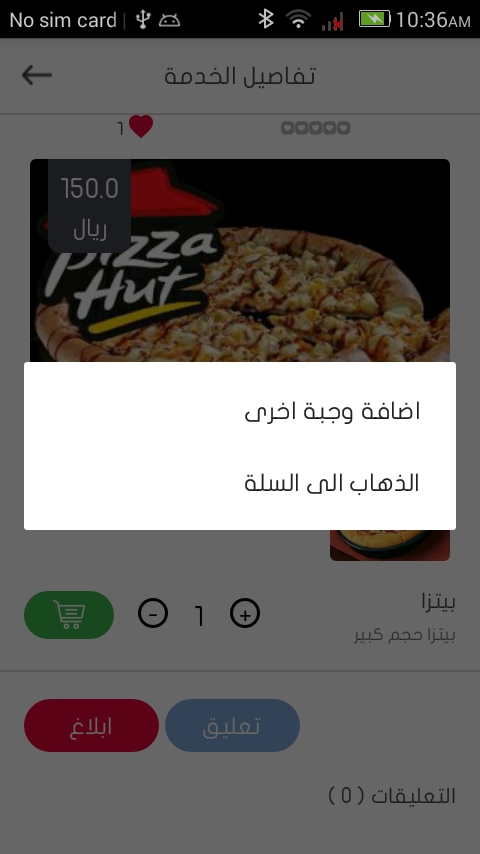 No sim card
10:36AM
تفاصيل الخدمة
1
150.0
ريال
Pizza
Hut
اضافة وجبة اخرى
الذهاب الى السلة
بيتزا
بيتزا حجم كبير
- 1 +
تعليق
ابلاغ
التعليقات ( 0 )